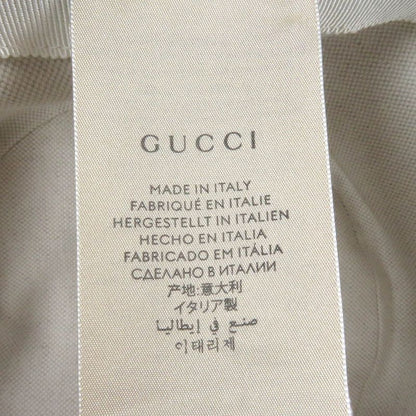 GUCCI
MADE IN ITALY
FABRIQUÉ EN ITALIE
HERGESTELLT IN ITALIEN
HECHO EN ITALIA
FABRICADO EM ITÁLIA
СДЕЛАНО В ИТАЛИИ
产地:意大利
イタリア製
صنع في إيطاليا
이태리제